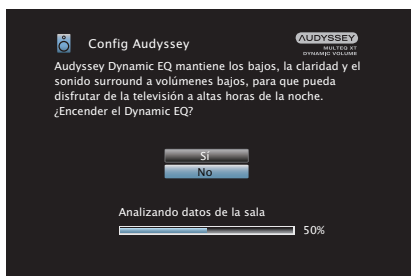 Config Audyssey
AUDYSSEY
MULTEQ XT
DYNAMIC VOLUME
Audyssey Dynamic EQ mantiene los bajos, la claridad y el
sonido surround a volúmenes bajos, para que pueda
disfrutar de la televisión a altas horas de la noche.
¿Encender el Dynamic EQ?
Sí
No
Analizando datos de la sala
50%